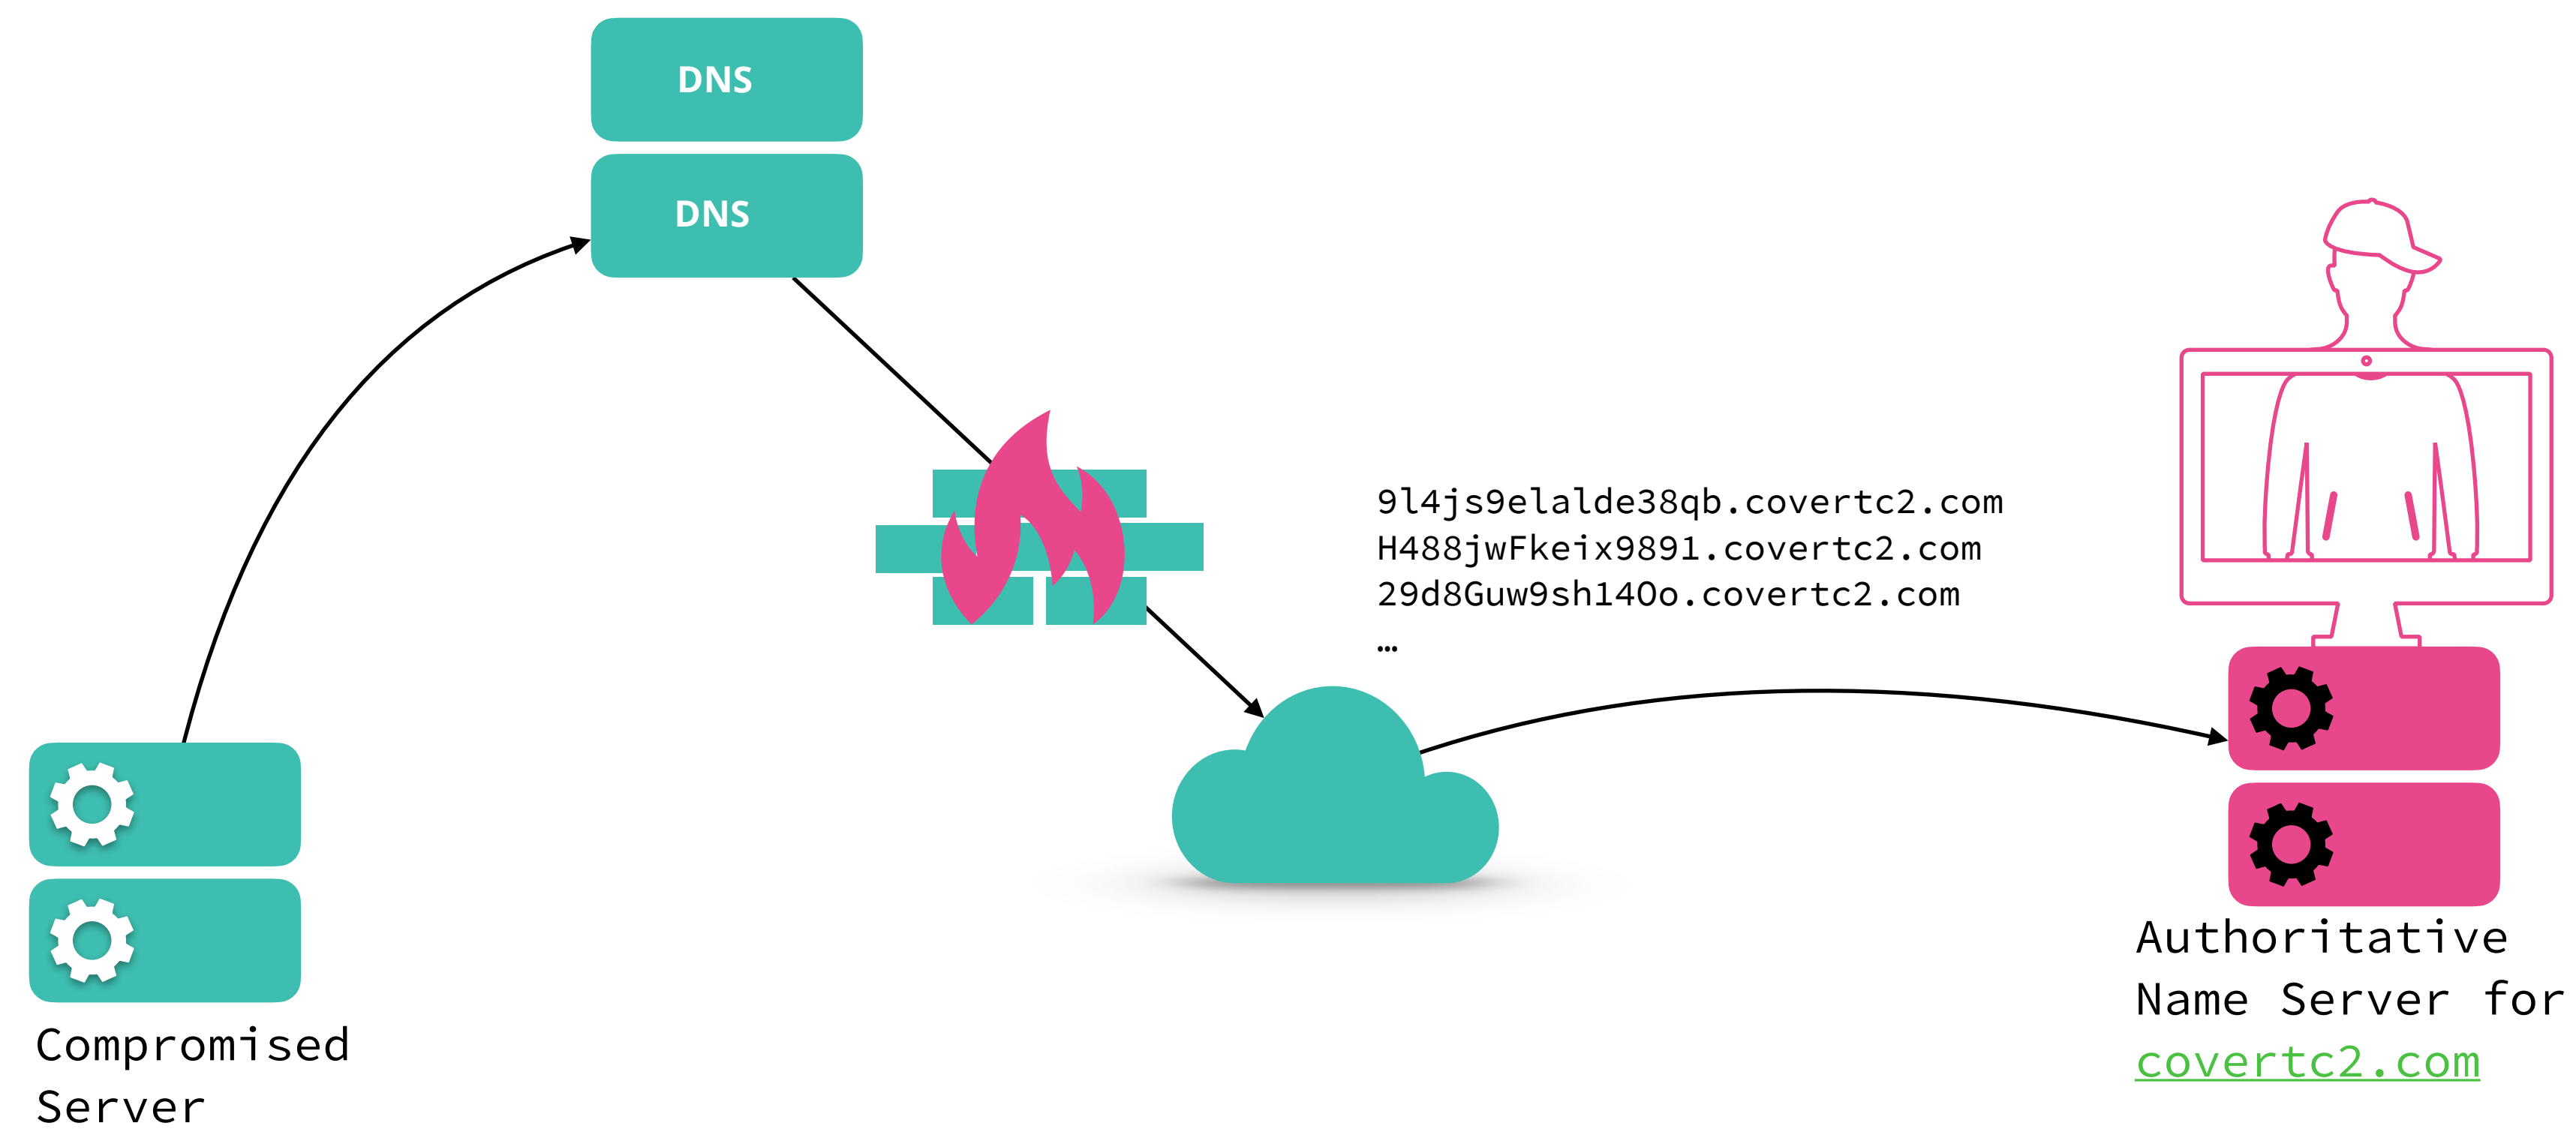 DNS
DNS
9l4js9elalde38qb.covertc2.com
H488jwFkeix9891.covertc2.com
29d8Guw9sh14Oo.covertc2.com
…
Compromised
Server
Authoritative
Name Server for
covertc2.com